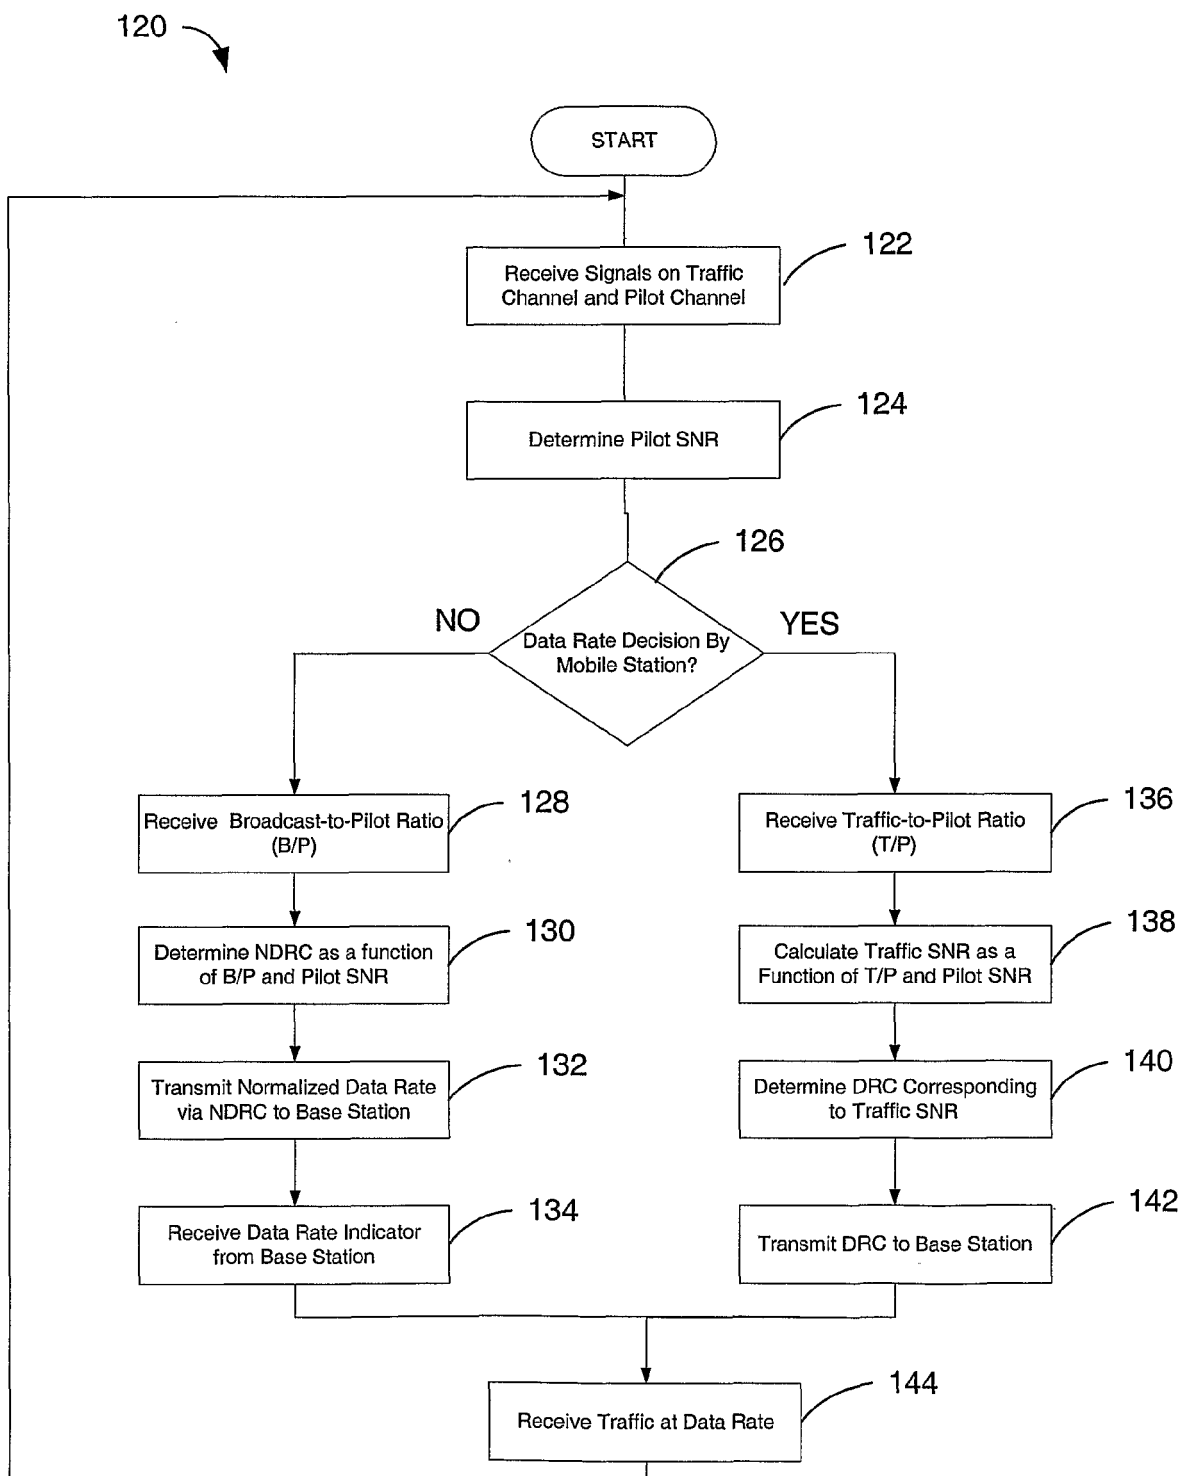 120
START
122
Receive Signals on Traffic
Channel and Pilot Channel
124
Determine Pilot SNR
126
NO
YES
Data Rate Decision By
Mobile Station?
128
Receive Broadcast-to-Pilot Ratio
(B/P)
136
Receive Traffic-to-Pilot Ratio
(T/P)
130
Determine NDRC as a function
of B/P and Pilot SNR
138
Calculate Traffic SNR as a
Function of T/P and Pilot SNR
132
Transmit Normalized Data Rate
via NDRC to Base Station
140
Determine DRC Corresponding
to Traffic SNR
134
Receive Data Rate Indicator
from Base Station
142
Transmit DRC to Base Station
144
Receive Traffic at Data Rate